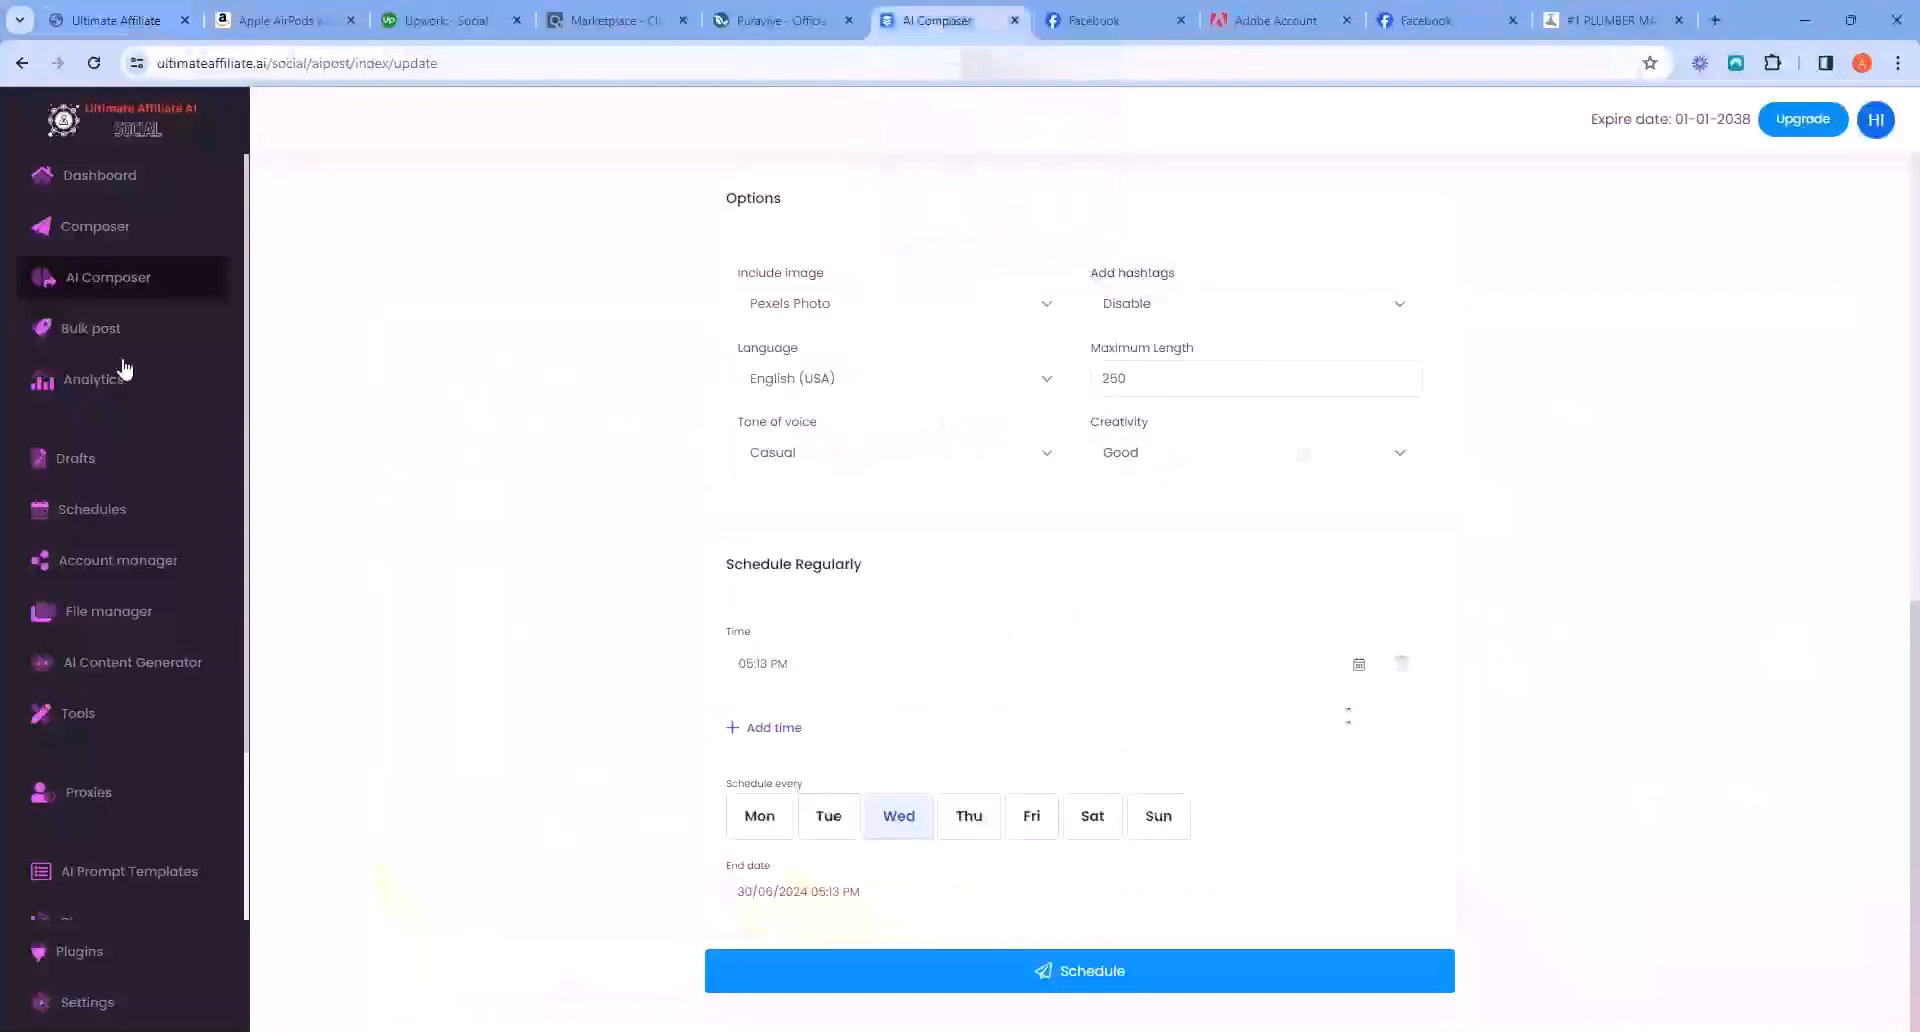 Ultimate Affiliate
Apple AirPods w
Upwork - Social
Marketplace - Cli
Puravive - Officia
AI Composer
Facebook
Adobe Account
Facebook
#1 PLUMBER MA
ultimateaffiliate.ai/social/aipost/index/update
A
Ultimate Affiliate AI
SOCIAL
Expire date: 01-01-2038
Upgrade
HI
Dashboard
Composer
AI Composer
Bulk post
Analytics
Drafts
Schedules
Account manager
File manager
AI Content Generator
Tools
Proxies
AI Prompt Templates
Plugins
Settings
Options
Include image
Add hashtags
Pexels Photo
Disable
Language
Maximum Length
English (USA)
250
Tone of voice
Creativity
Casual
Good
Schedule Regularly
Time
05:13 PM
Add time
Schedule every
Mon Tue Wed Thu Fri Sat Sun
End date
30/06/2024 05:13 PM
Schedule